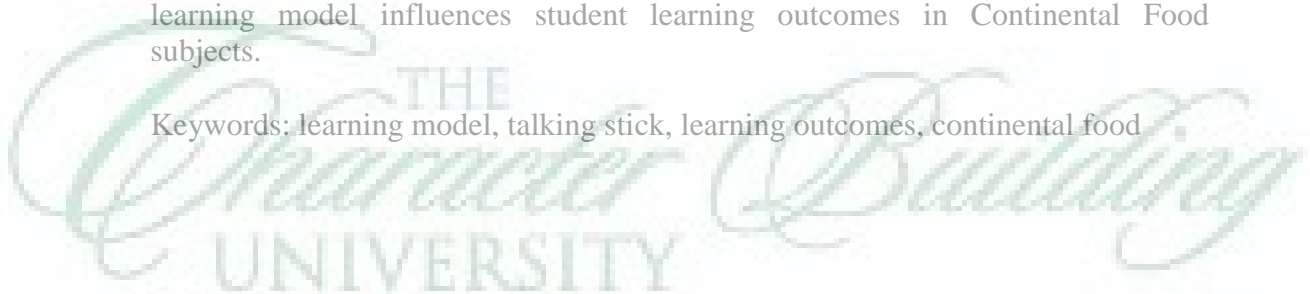 learning model influences student learning outcomes in Continental Food
subjects.
THE
Character Building
UNIVERSITY
Keywords: learning model, talking stick, learning outcomes, continental food